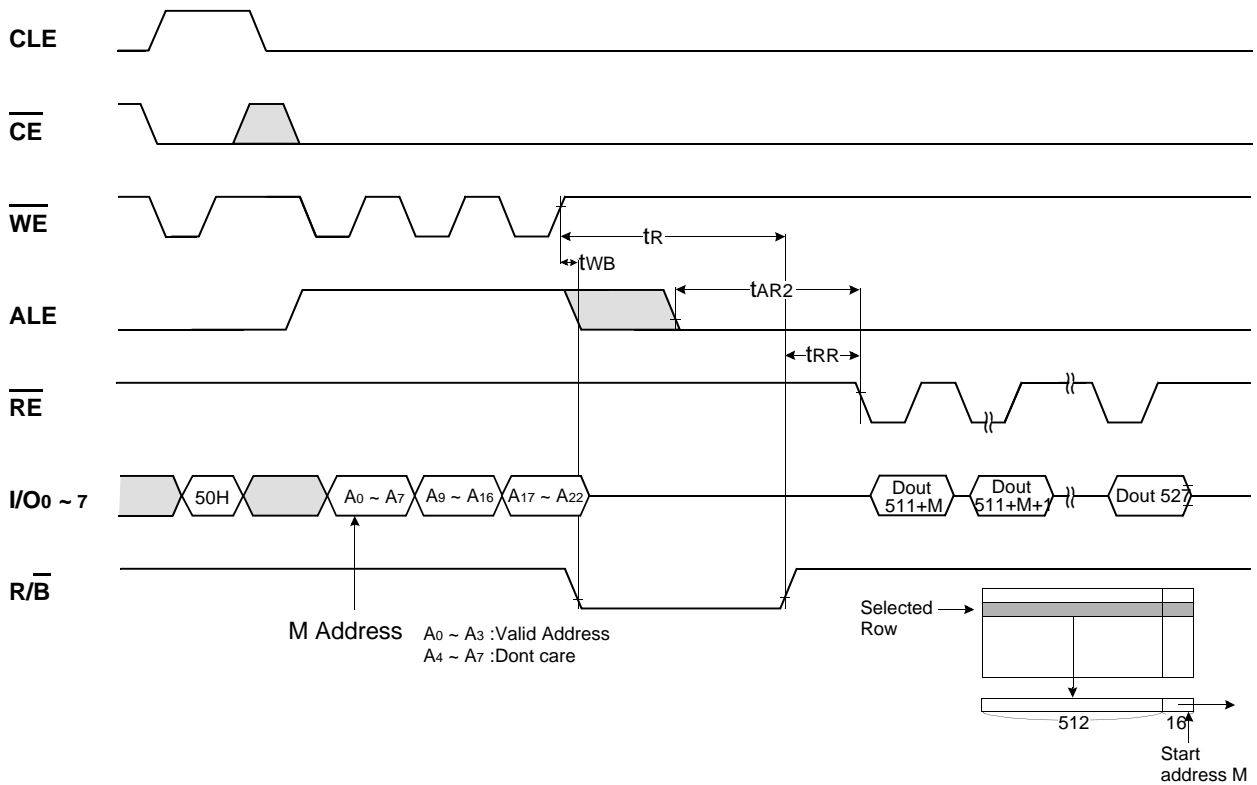 CLE
CE
WE
tR
tWB
ALE
tAR2
tRR
RE
I/O0 ~ 7
50H
A0 ~ A7
A9 ~ A16
A17 ~ A22
Dout
511+M
Dout
511+M+1
Dout 527
R/B
M Address
A0 ~ A3 :Valid Address
A4 ~ A7 :Dont care
Selected
Row
512
16
Start
address M